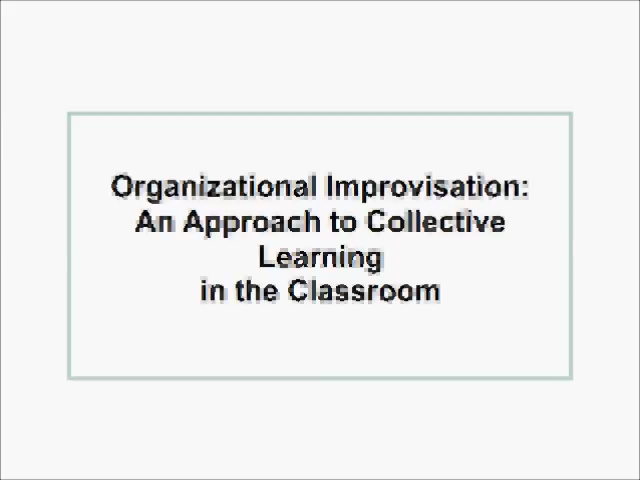 Organizational Improvisation:
An Approach to Collective
Learning
in the Classroom